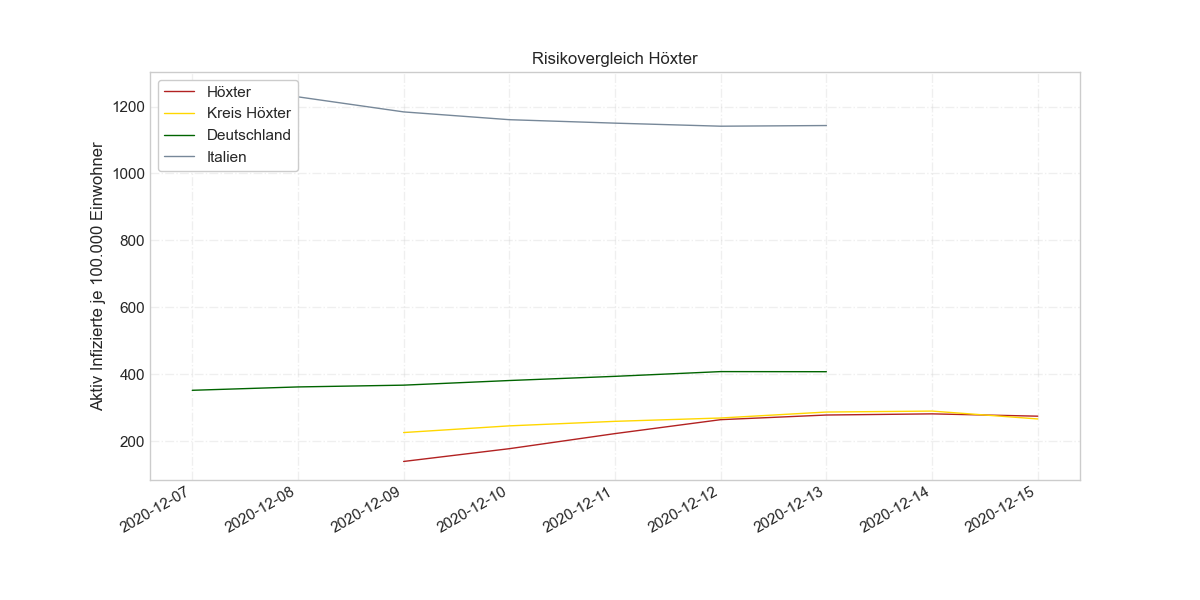 Risikovergleich Höxter
Höxter
Kreis Höxter
Deutschland
Italien
Aktiv Infizierte je 100.000 Einwohner
1200
1000
800
600
400
200
2020-12-07
2020-12-08
2020-12-09
2020-12-10
2020-12-11
2020-12-12
2020-12-13
2020-12-14
2020-12-15